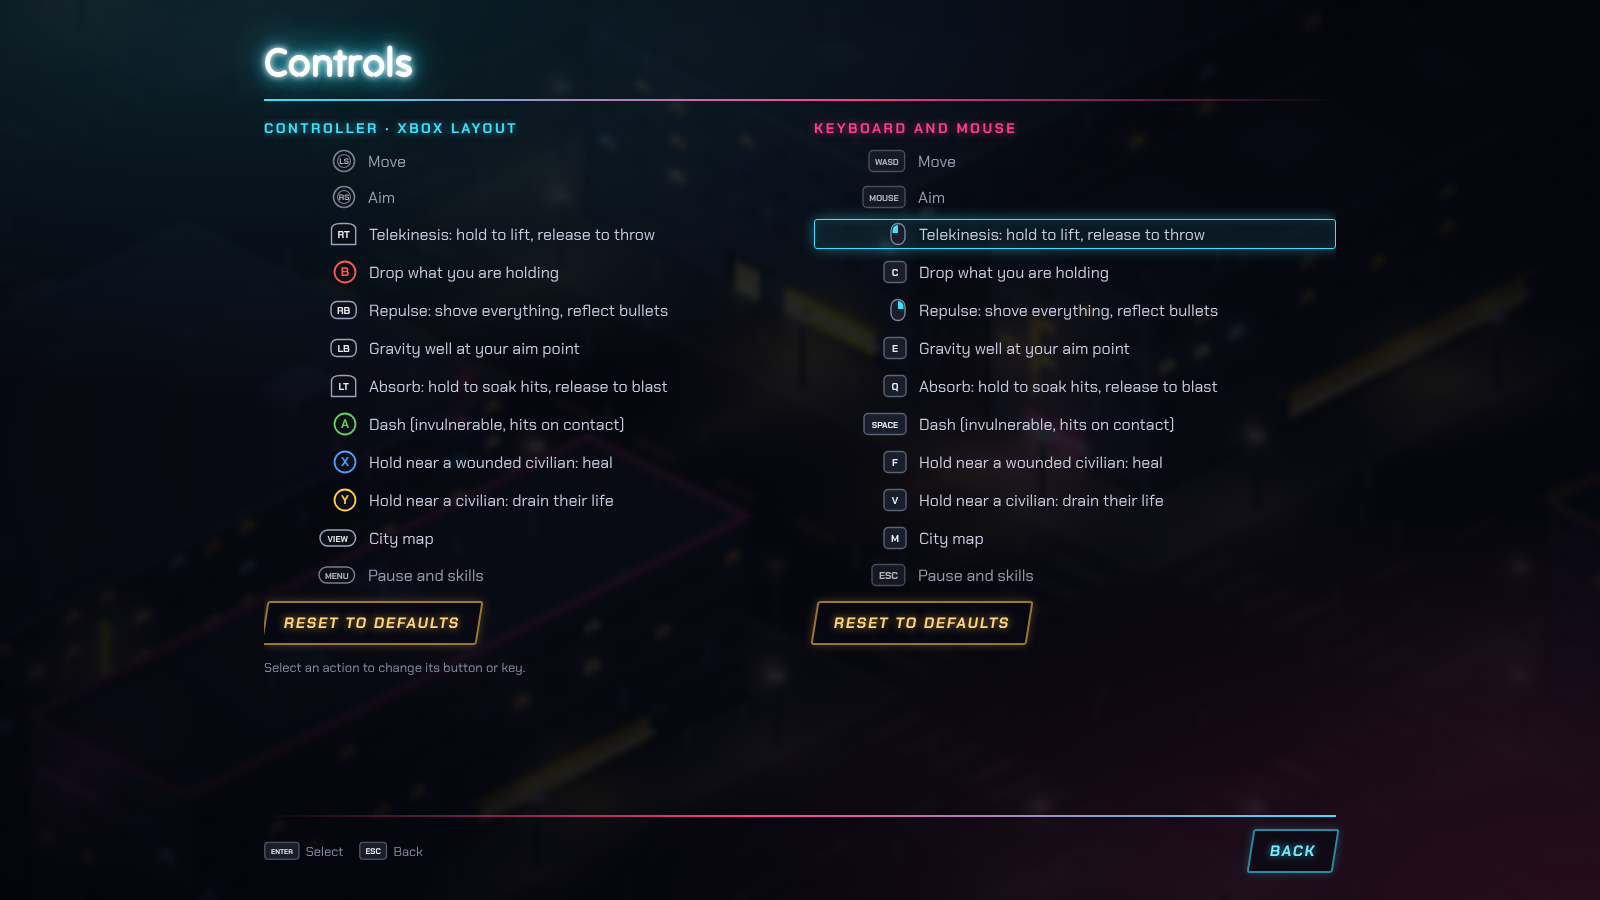 Controls
CONTROLLER · XBOX LAYOUT
LS Move
RS Aim
RT Telekinesis: hold to lift, release to throw
B Drop what you are holding
RB Repulse: shove everything, reflect bullets
LB Gravity well at your aim point
LT Absorb: hold to soak hits, release to blast
A Dash (invulnerable, hits on contact)
X Hold near a wounded civilian: heal
Y Hold near a civilian: drain their life
VIEW City map
MENU Pause and skills
RESET TO DEFAULTS
Select an action to change its button or key.
KEYBOARD AND MOUSE
WASD Move
MOUSE Aim
Telekinesis: hold to lift, release to throw
C Drop what you are holding
Repulse: shove everything, reflect bullets
E Gravity well at your aim point
Q Absorb: hold to soak hits, release to blast
SPACE Dash (invulnerable, hits on contact)
F Hold near a wounded civilian: heal
V Hold near a civilian: drain their life
M City map
ESC Pause and skills
RESET TO DEFAULTS
ENTER Select ESC Back
BACK